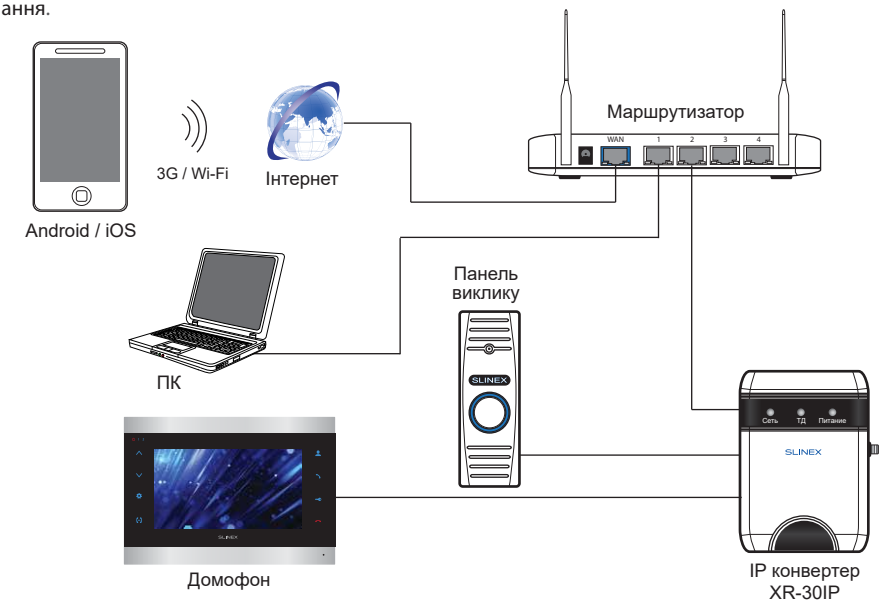 ання.
Маршрутизатор
WAN
1
2
3
4
3G / Wi-Fi
Інтернет
Android / iOS
Панель
виклику
SLINEX
ПК
Сеть
ТД
Питание
SLINEX
SLINEX
Домофон
IP конвертер
XR-30IP